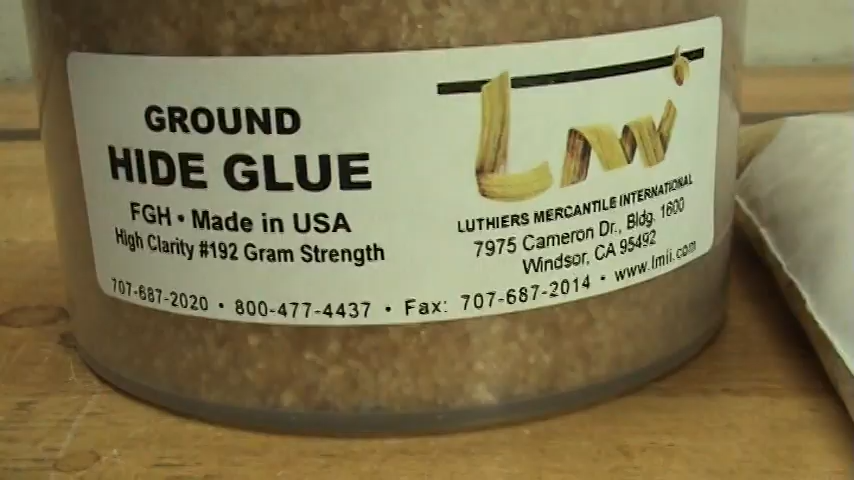 GROUND
HIDE GLUE
FGH • Made in USA
High Clarity #192 Gram Strength
Lmi
LUTHIERS MERCANTILE INTERNATIONAL
7975 Cameron Dr., Bldg. 1600
Windsor, CA 95492
707-687-2020 • 800-477-4437 • Fax: 707-687-2014 • www.lmii.com